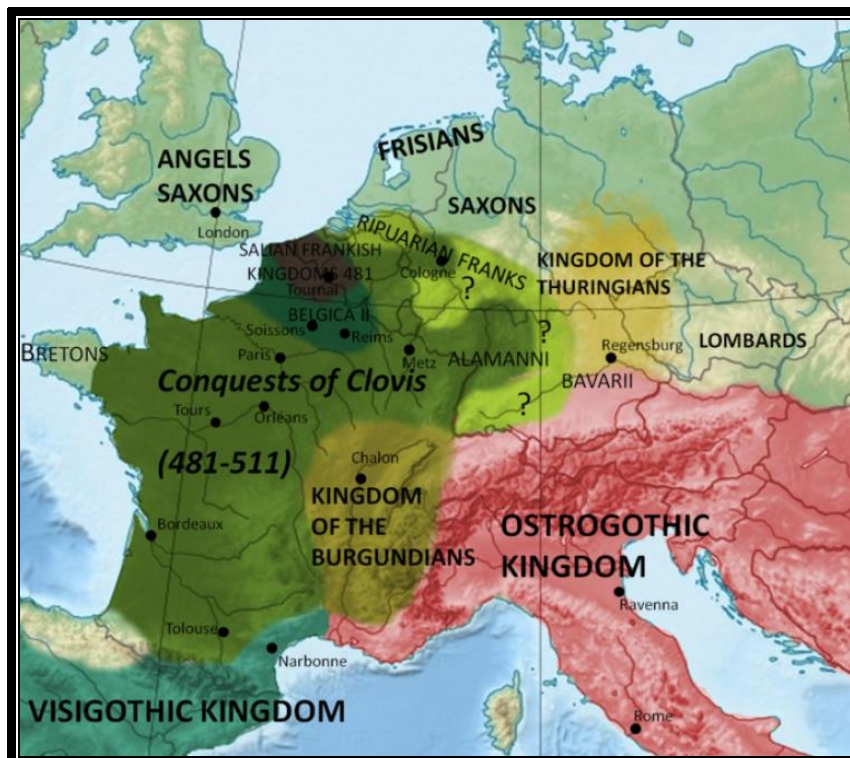 ANGELS
SAXONS
London
FRISIANS
SAXONS
RIPUARIAN FRANKS
SALIAN FRANKISH
KINGDOMS 481
Tournai
Cologne
?
KINGDOM OF THE
THURINGIANS
BELGICA II
Soissons
Reims
?
BRETONS
Paris
Metz
ALAMANNI
Regensburg
LOMBARDS
BAVARII
Conquests of Clovis
?
Tours
Orleans
(481-511)
Chalon
KINGDOM
OF THE
BURGUNDIANS
Bordeaux
OSTROGOTHIC
KINGDOM
Ravenna
Tolouse
Narbonne
VISIGOTHIC KINGDOM
Rome